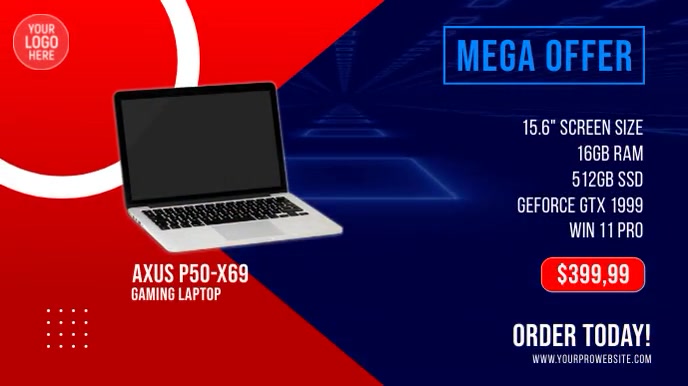 YOUR
LOGO
HERE
MEGA OFFER
15.6" SCREEN SIZE
16GB RAM
512GB SSD
GEFORCE GTX 1999
WIN 11 PRO
$399,99
AXUS P50-X69
GAMING LAPTOP
ORDER TODAY!
WWW.YOURPROWEBSITE.COM